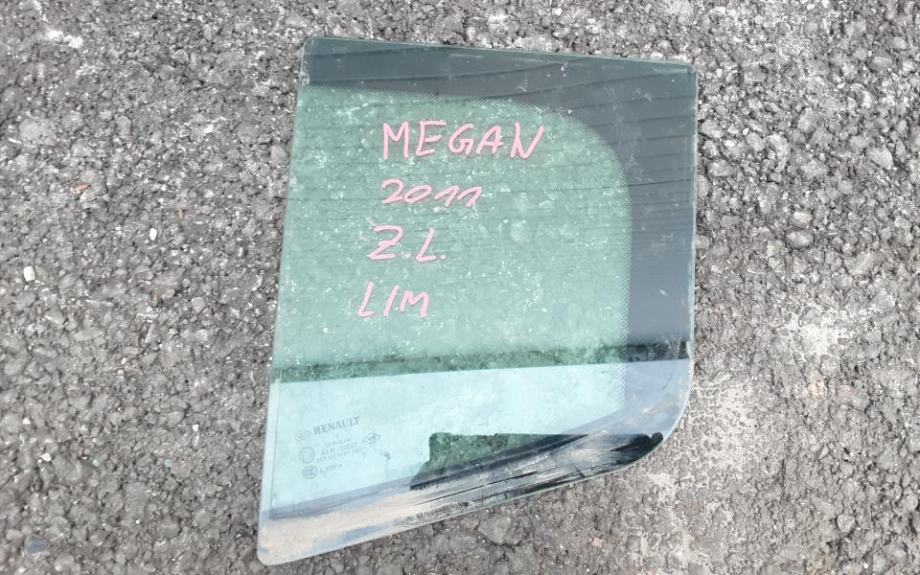 MEGAN
2011
Z.L.
LIM
RENAULT